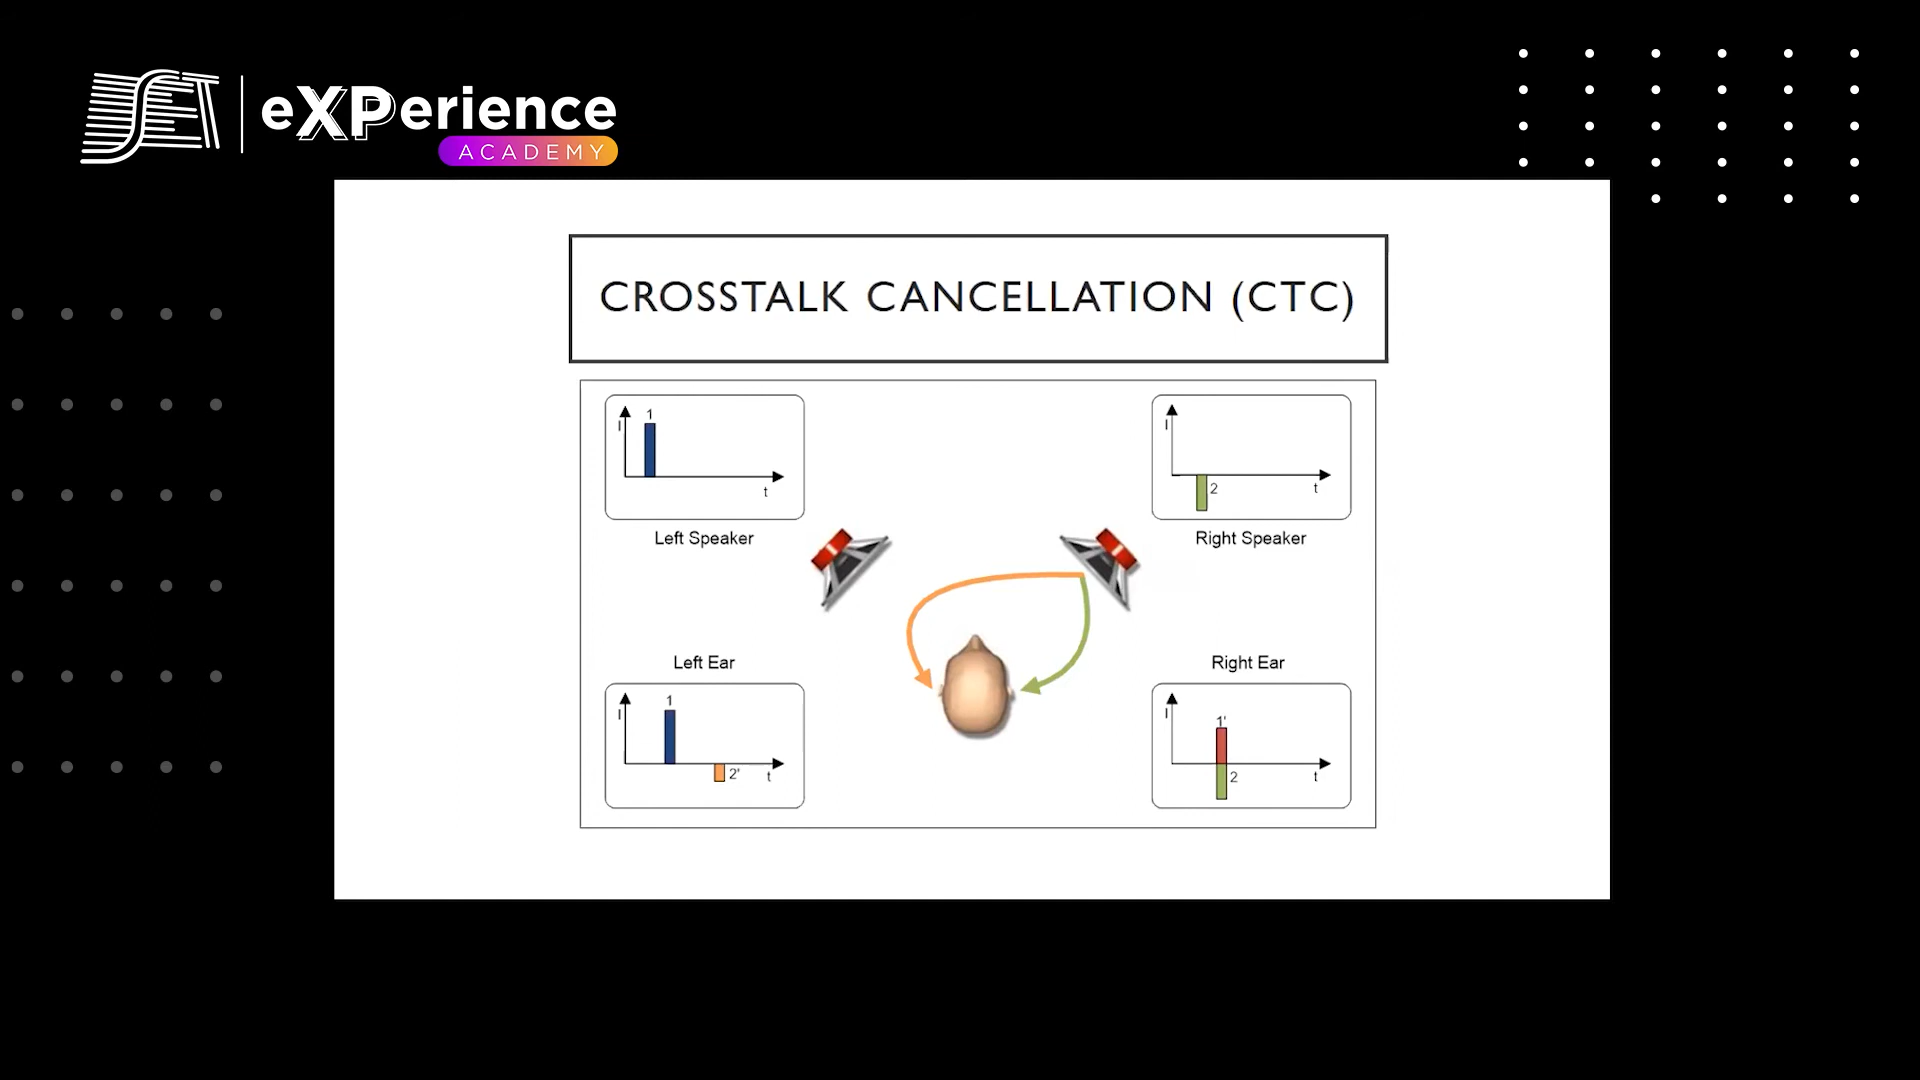 SET
eXPerience
ACADEMY
CROSSTALK CANCELLATION (CTC)
1
I
t
Left Speaker
I
2
t
Right Speaker
Left Ear
1
I
2'
t
Right Ear
I
1'
2
t